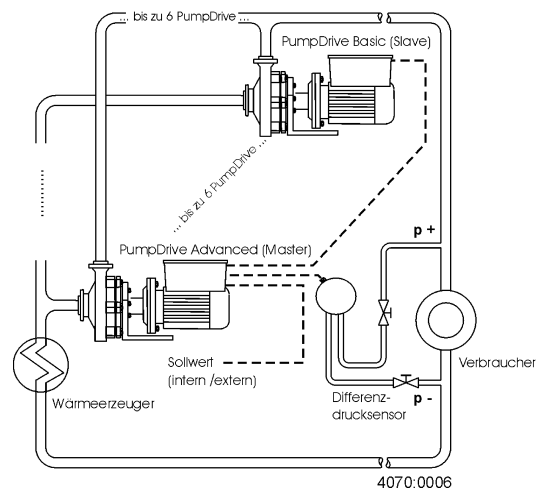 ... bis zu 6 PumpDrive ...
PumpDrive Basic (Slave)
... bis zu 6 PumpDrive ...
p +
PumpDrive Advanced (Master)
Sollwert
(intern /extern)
Verbraucher
Wärmeerzeuger
Differenz-
drucksensor
p -
4070:0006